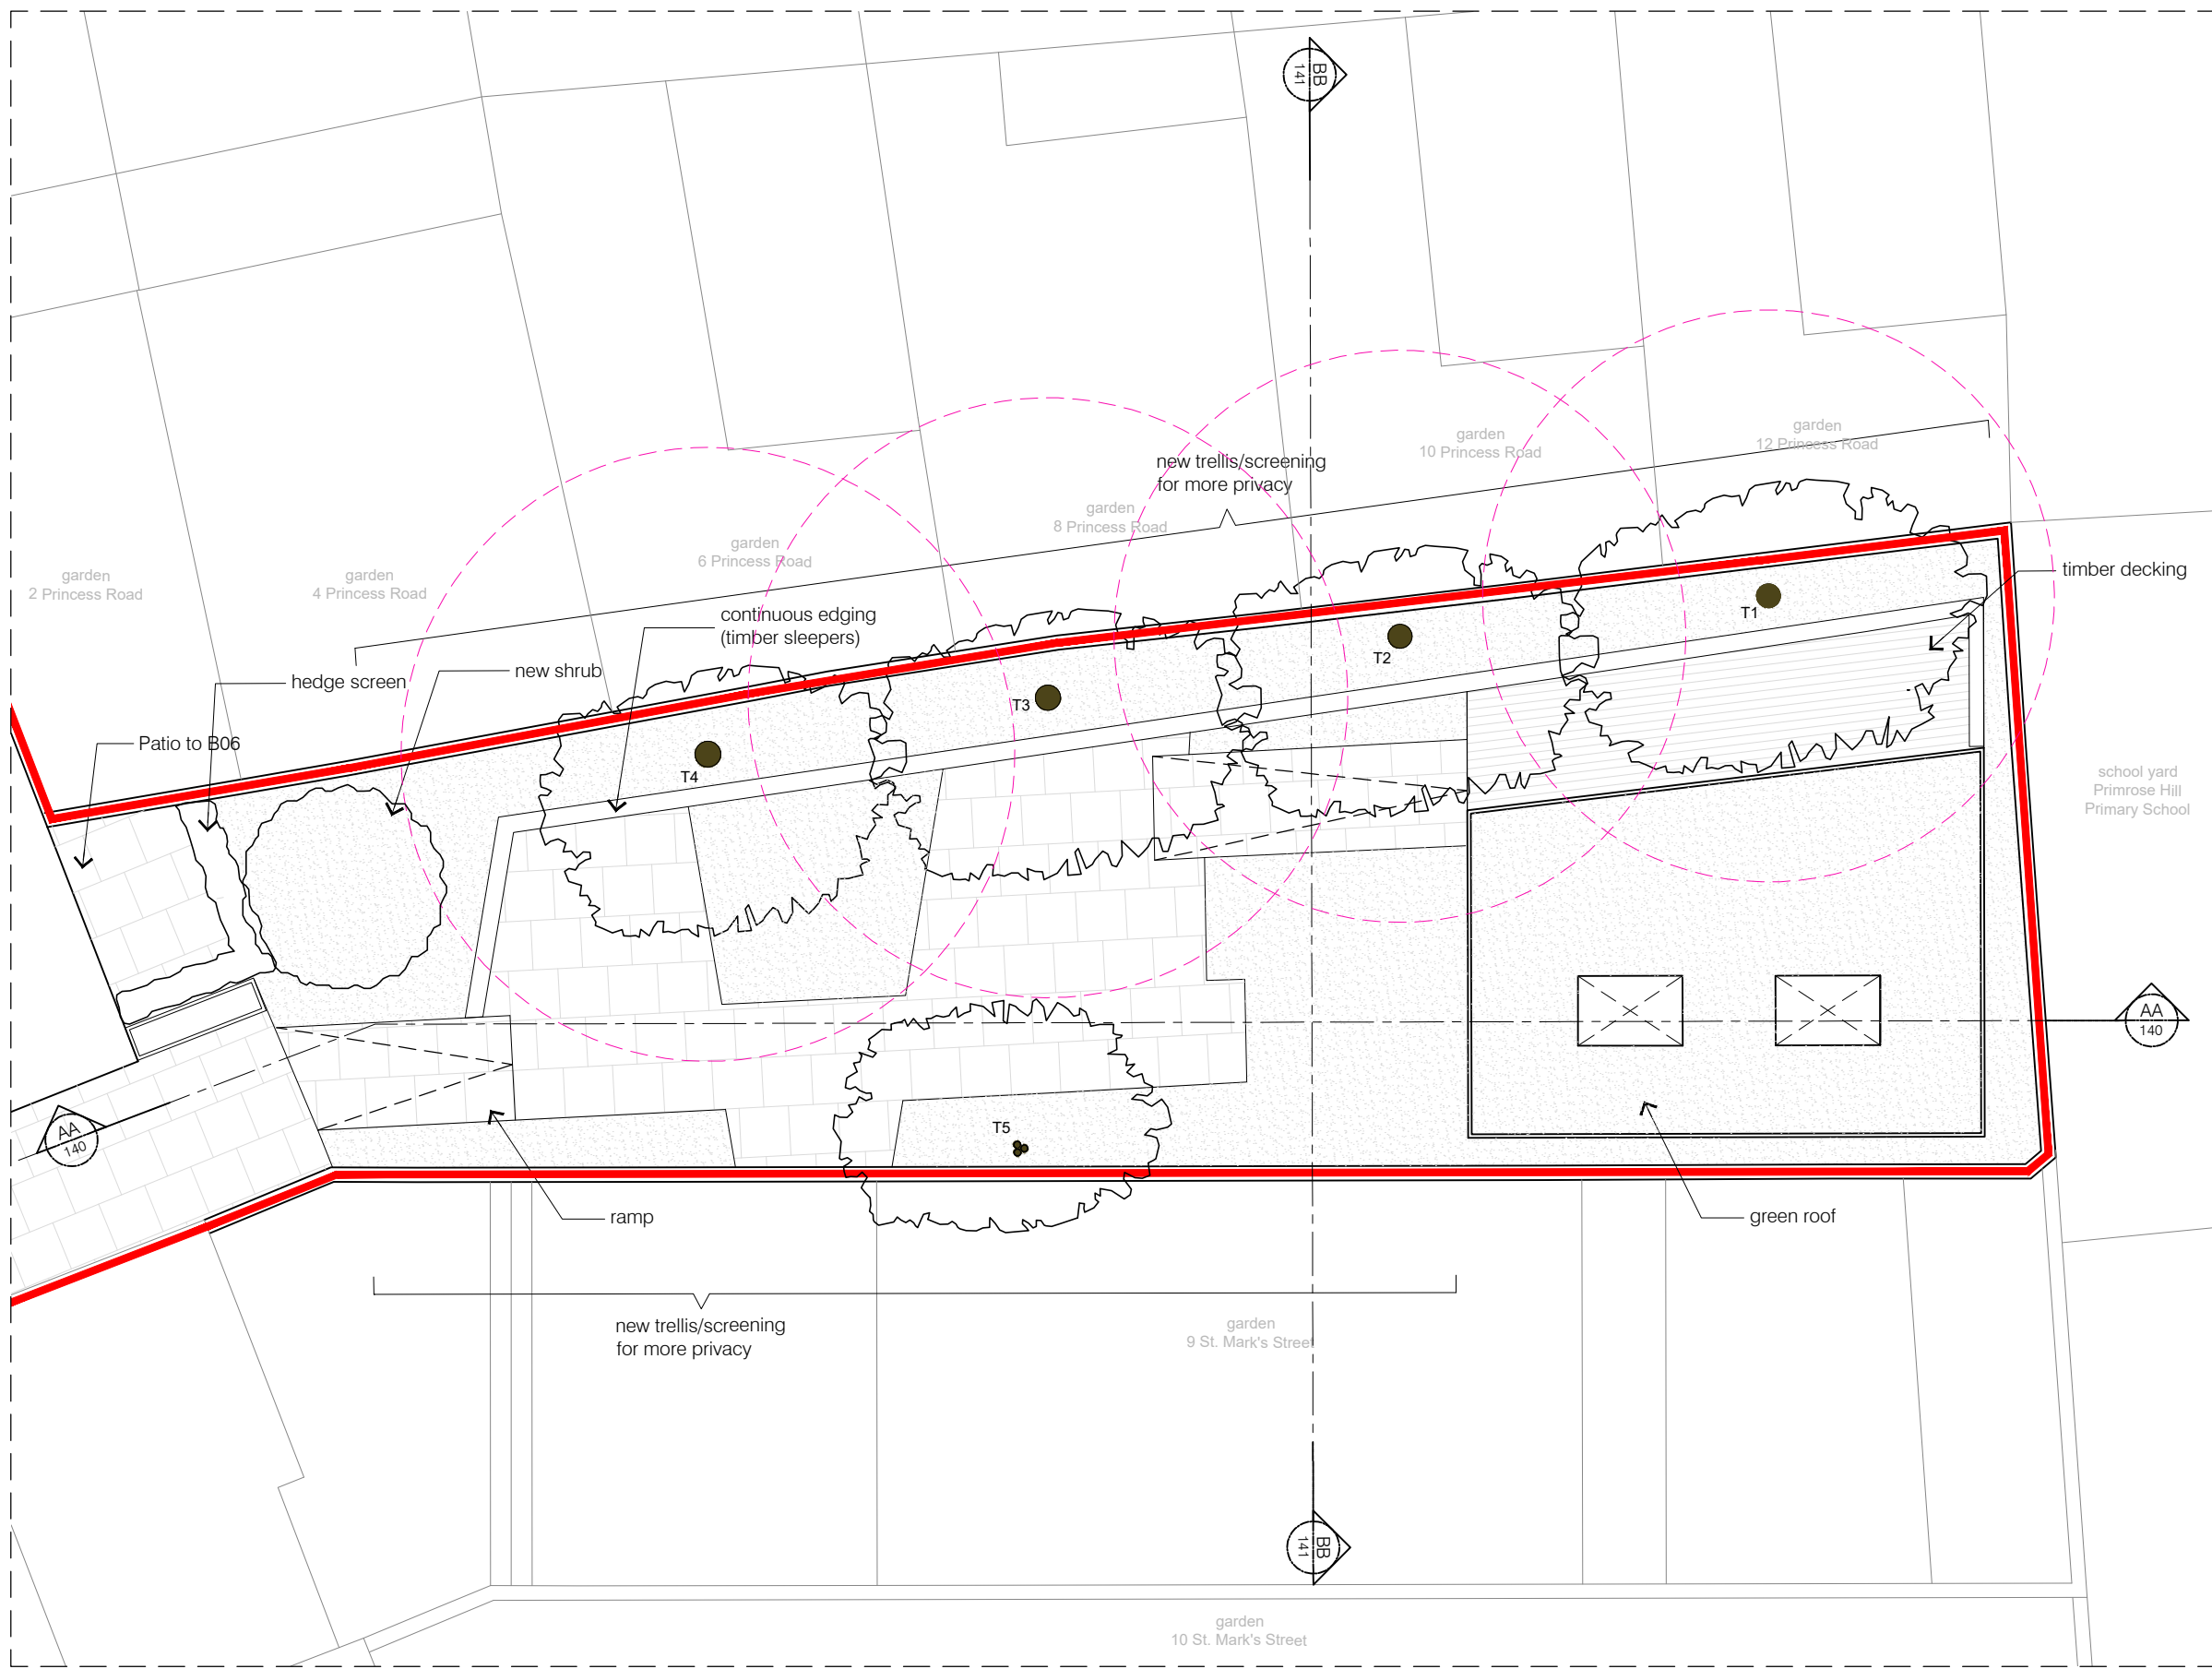 BB
141
garden
12 Princess Road
garden
10 Princess Road
new trellis/screening
for more privacy
garden
8 Princess Road
garden
6 Princess Road
garden
4 Princess Road
garden
2 Princess Road
timber decking
T1
continuous edging
(timber sleepers)
T2
new shrub
hedge screen
T3
Patio to B06
T4
school yard
Primrose Hill
Primary School
AA
140
AA
140
T5
ramp
green roof
new trellis/screening
for more privacy
garden
9 St. Mark's Street
BB
141
garden
10 St. Mark's Street